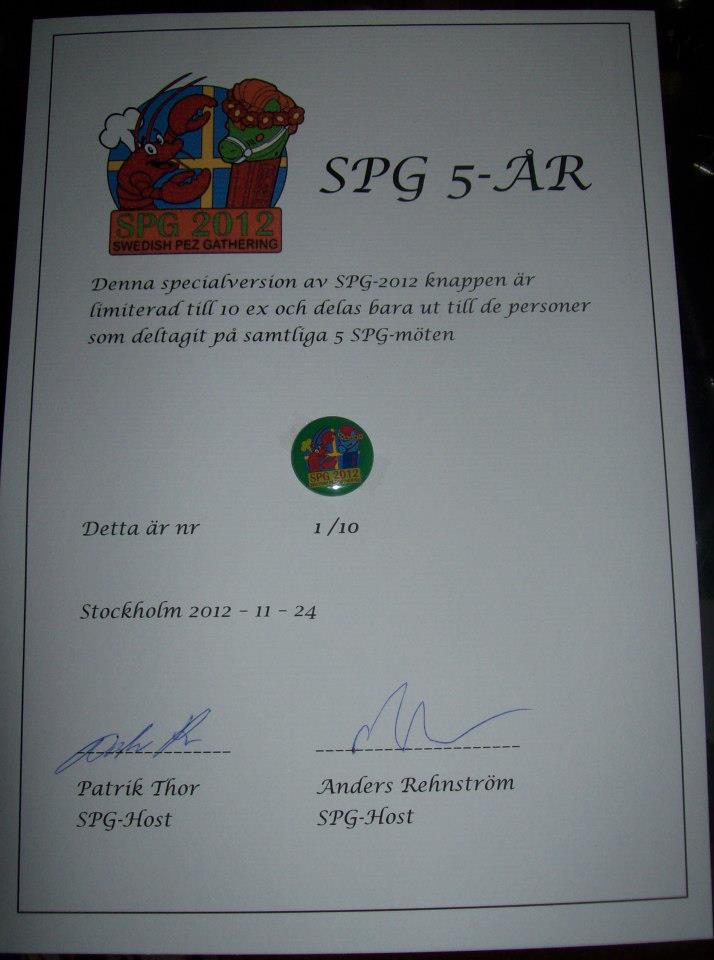 SPG 2012
SWEDISH PEZ GATHERING
SPG 5-ÅR
Denna specialversion av SPG-2012 knappen är
limiterad till 10 ex och delas bara ut till de personer
som deltagit på samtliga 5 SPG-möten
SPG 2012
Detta är nr 1 /10
Stockholm 2012 – 11 – 24
Patrik Thor
SPG-Host
Anders Rehnström
SPG-Host